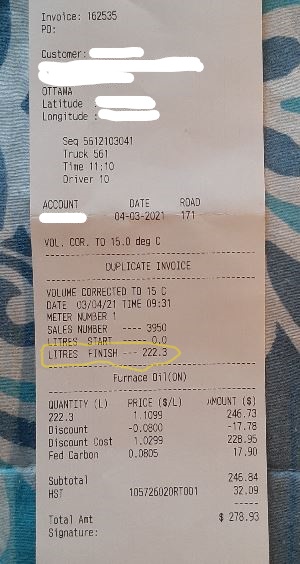 Invoice: 162535
PO:
Customer:
OTTAWA
Latitude :
Longitude :
Seq 5612103041
Truck 561
Time 11:10
Driver 10
ACCOUNT DATE ROAD
04-03-2021 171
VOL. COR. TO 15.0 deg C
DUPLICATE INVOICE
VOLUME CORRECTED TO 15 C
DATE 03/04/21 TIME 09:31
METER NUMBER 1
SALES NUMBER ---- 3950
LITRES START ---- 0.0
LITRES FINISH --- 222.3
Furnace Oil(ON)
QUANTITY (L) PRICE ($/L) AMOUNT ($)
222.3 1.1099 246.73
Discount -0.0800 -17.78
Discount Cost 1.0299 228.95
Fed Carbon 0.0805 17.90
Subtotal 246.84
HST 105726020RT001 32.09
-----
Total Amt $ 278.93
Signature: